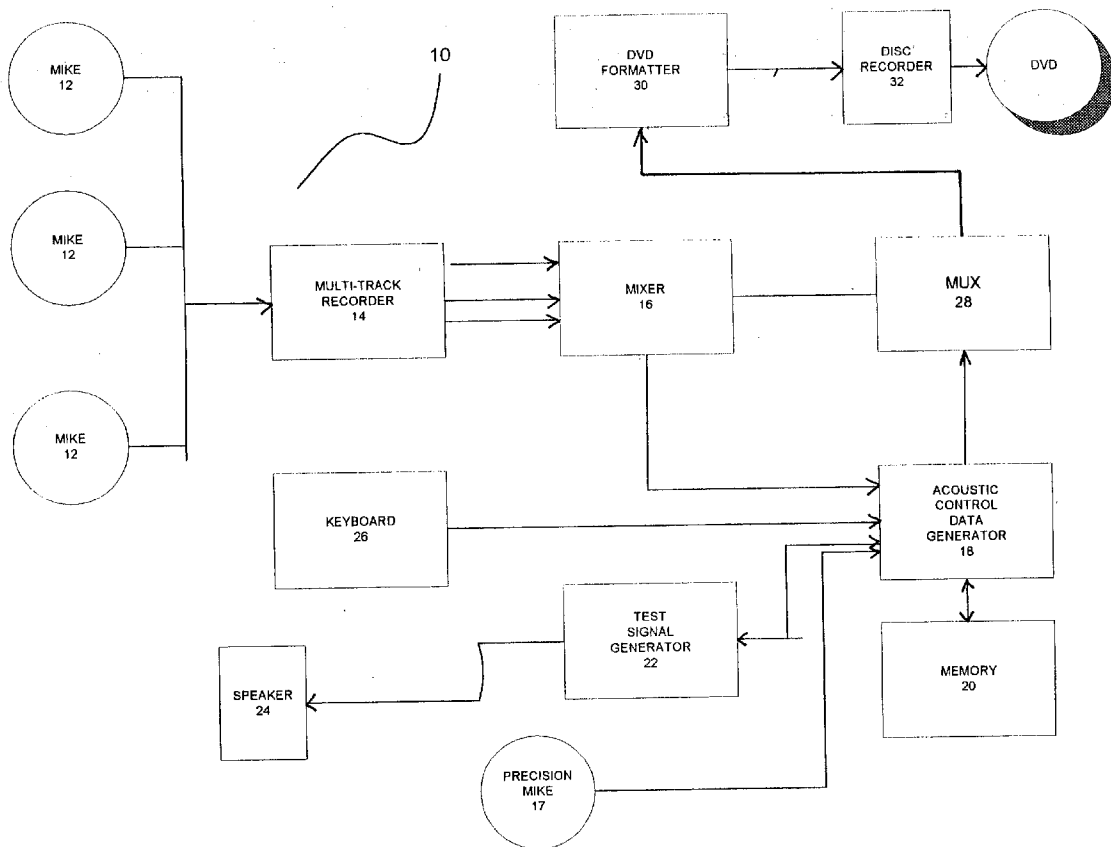 10
MIKE
12
DVD
FORMATTER
30
DISC
RECORDER
32
DVD
MIKE
12
MULTI-TRACK
RECORDER
14
MIXER
16
MUX
28
MIKE
12
KEYBOARD
26
ACOUSTIC
CONTROL
DATA
GENERATOR
18
TEST
SIGNAL
GENERATOR
22
MEMORY
20
SPEAKER
24
PRECISION
MIKE
17